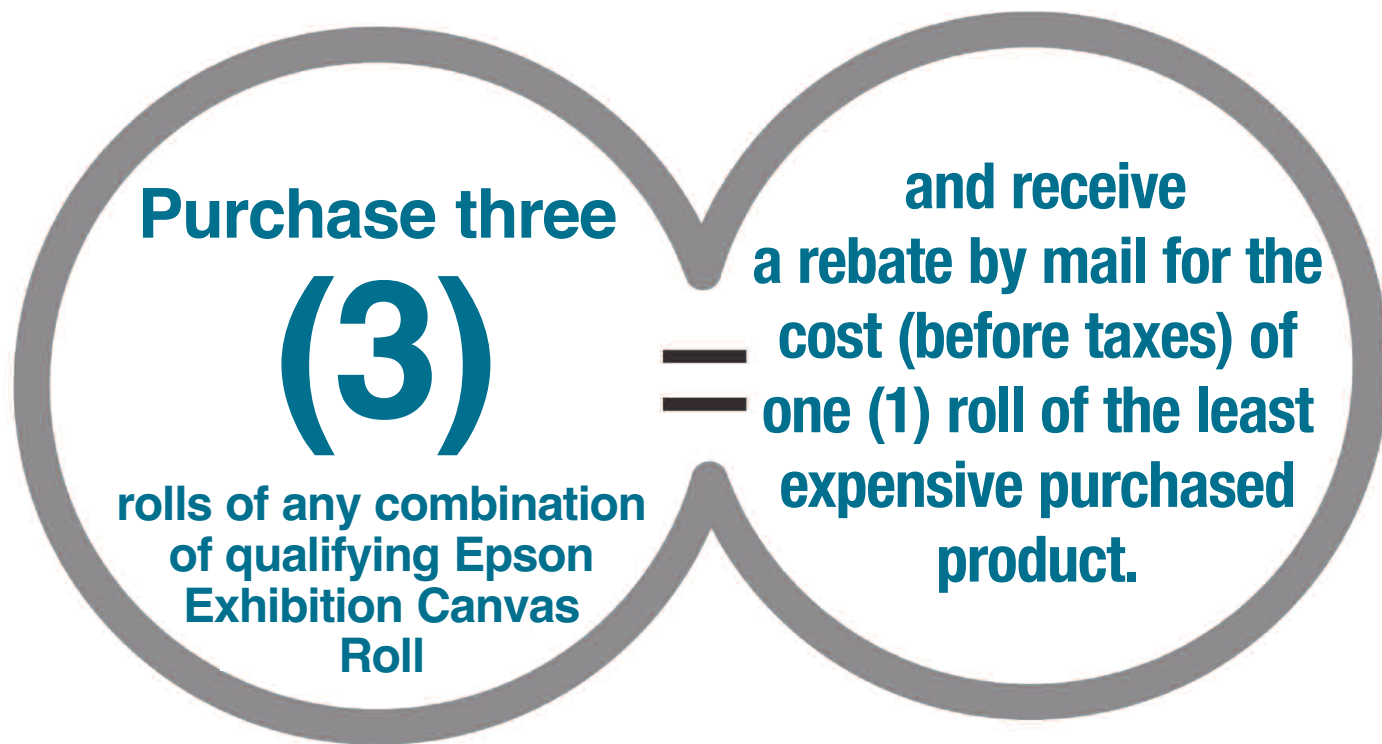 Purchase three
(3)
rolls of any combination
of qualifying Epson
Exhibition Canvas
Roll
=
and receive
a rebate by mail for the
cost (before taxes) of
one (1) roll of the least
expensive purchased
product.